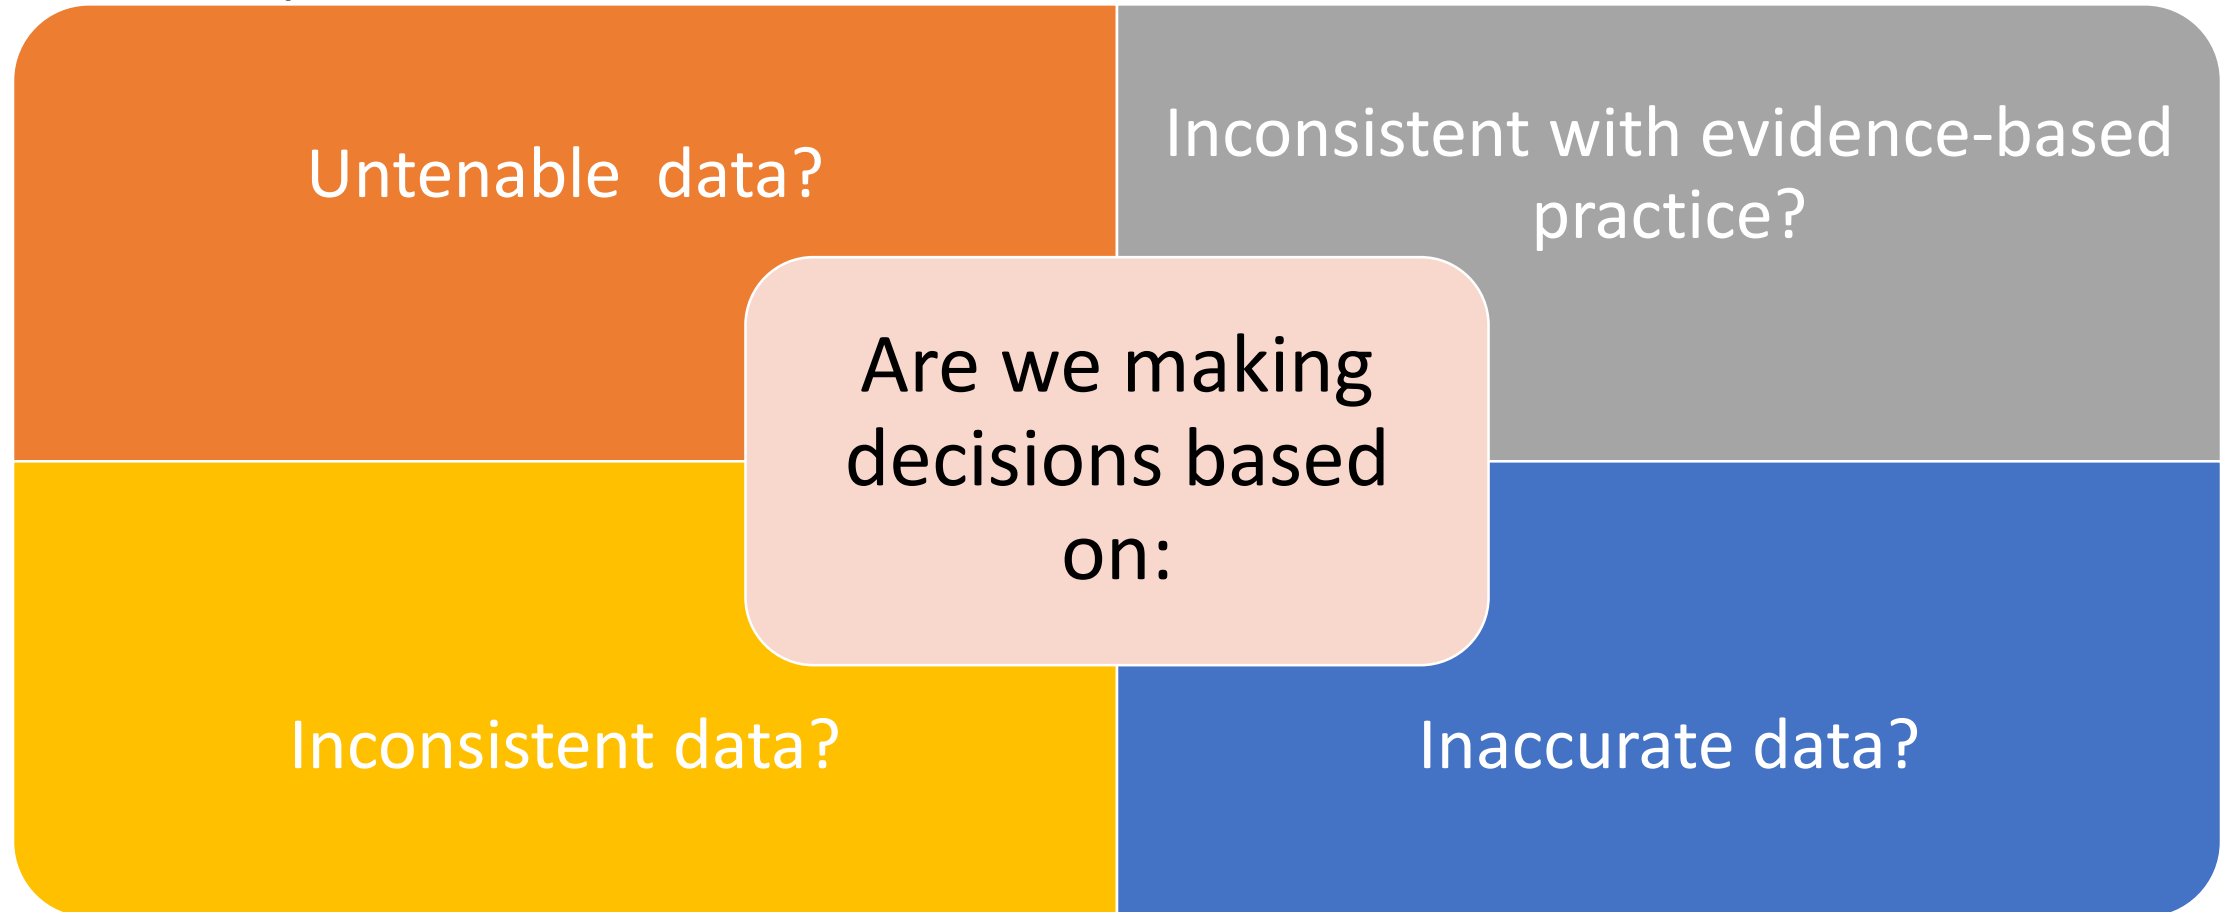 Untenable  data?
Inconsistent with evidence-based
practice?
Are we making
decisions based
on:
Inconsistent data?
Inaccurate data?